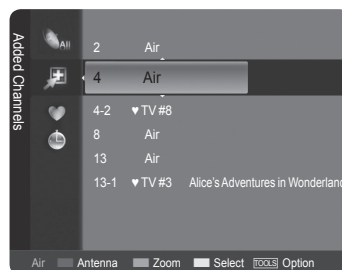 Added Channels
All
2 Air
4 Air
4-2 ♥ TV #8
8 Air
13 Air
13-1 ♥ TV #3 Alice's Adventures in Wonderland
Air Antenna Zoom Select TOOLS Option